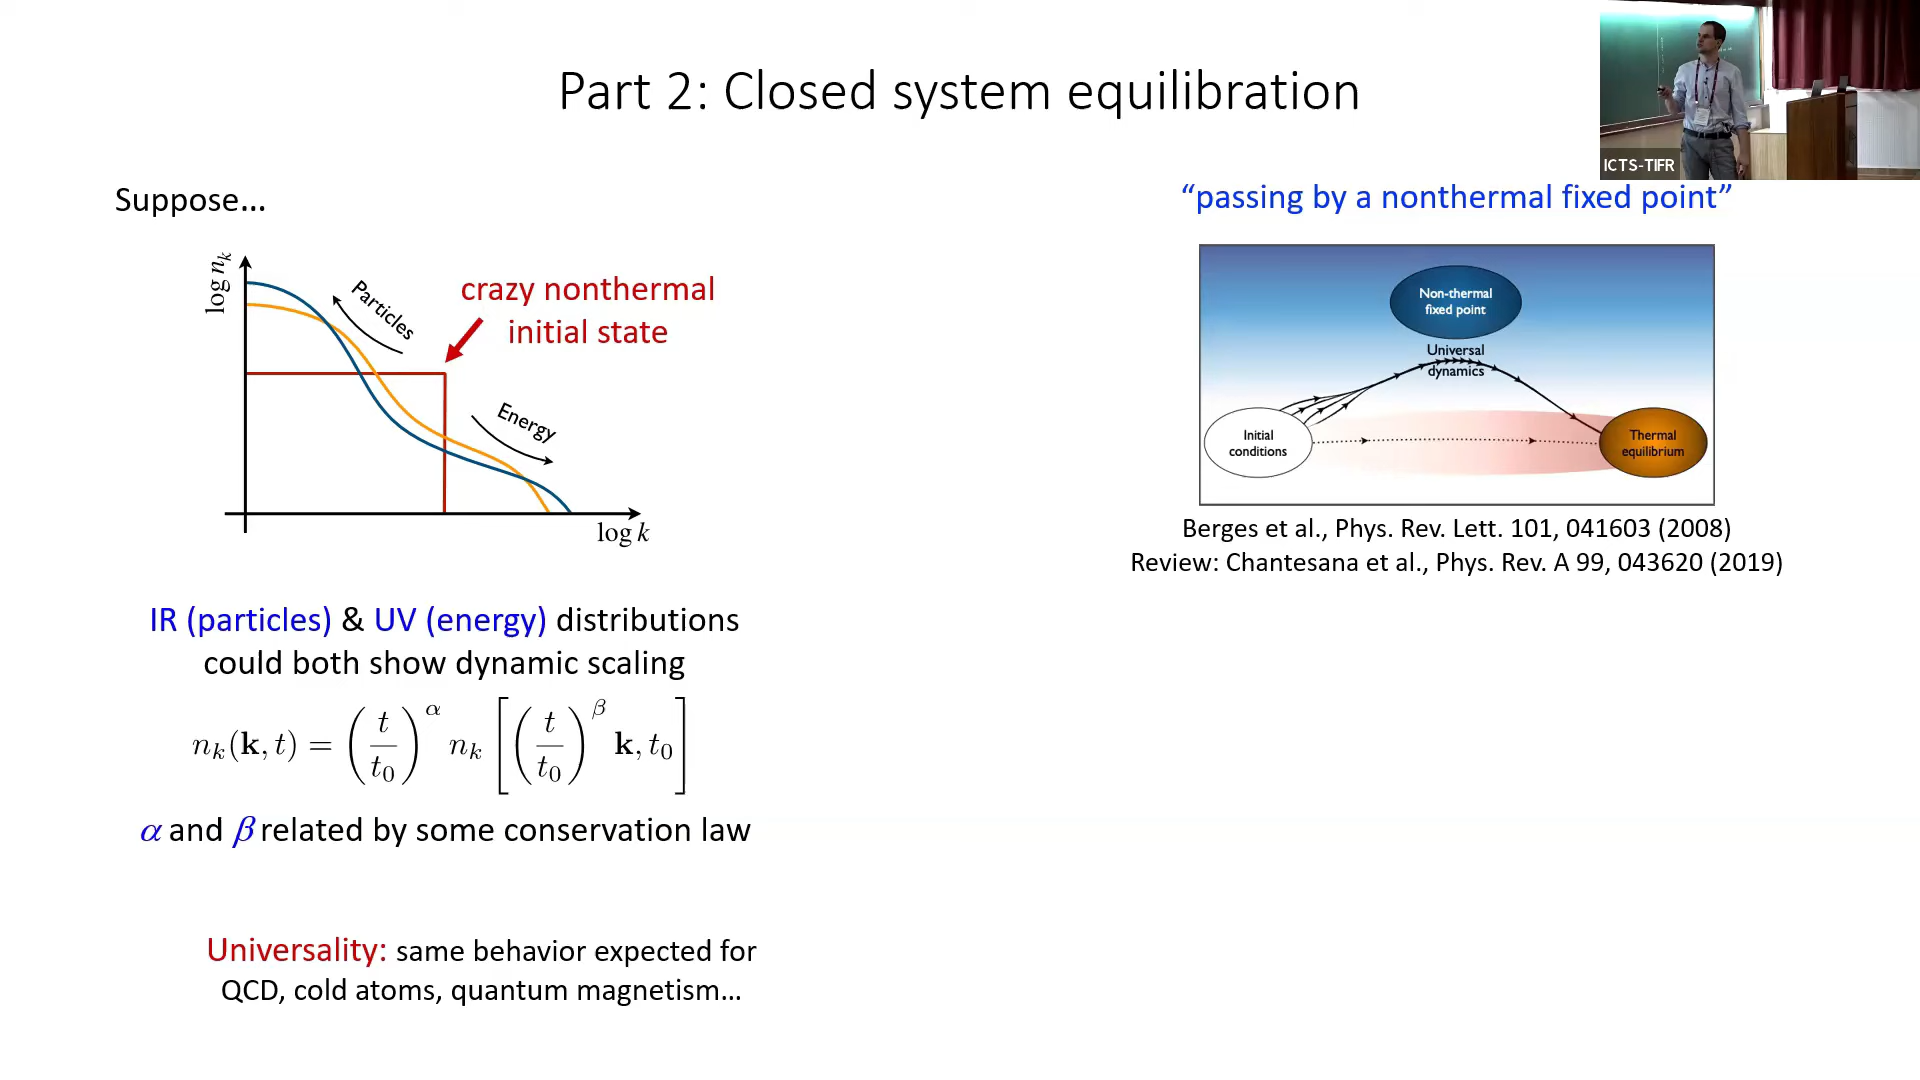 Part 2: Closed system equilibration
ICTS-TIFR
Suppose...
log n_k
Particles
crazy nonthermal
initial state
Energy
log k
IR (particles) & UV (energy) distributions
could both show dynamic scaling
n_k(𝐤, t) = (t/t_0)^α n_k [(t/t_0)^β 𝐤, t_0]
α and β related by some conservation law
Universality: same behavior expected for
QCD, cold atoms, quantum magnetism...
“passing by a nonthermal fixed point”
Non-thermal
fixed point
Universal
dynamics
Initial
conditions
Thermal
equilibrium
Berges et al., Phys. Rev. Lett. 101, 041603 (2008)
Review: Chantesana et al., Phys. Rev. A 99, 043620 (2019)